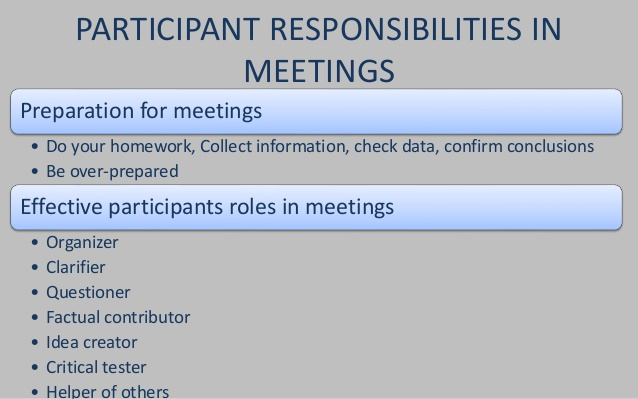 PARTICIPANT RESPONSIBILITIES IN
MEETINGS
Preparation for meetings
• Do your homework, Collect information, check data, confirm conclusions
• Be over-prepared
Effective participants roles in meetings
• Organizer
• Clarifier
• Questioner
• Factual contributor
• Idea creator
• Critical tester
• Helper of others